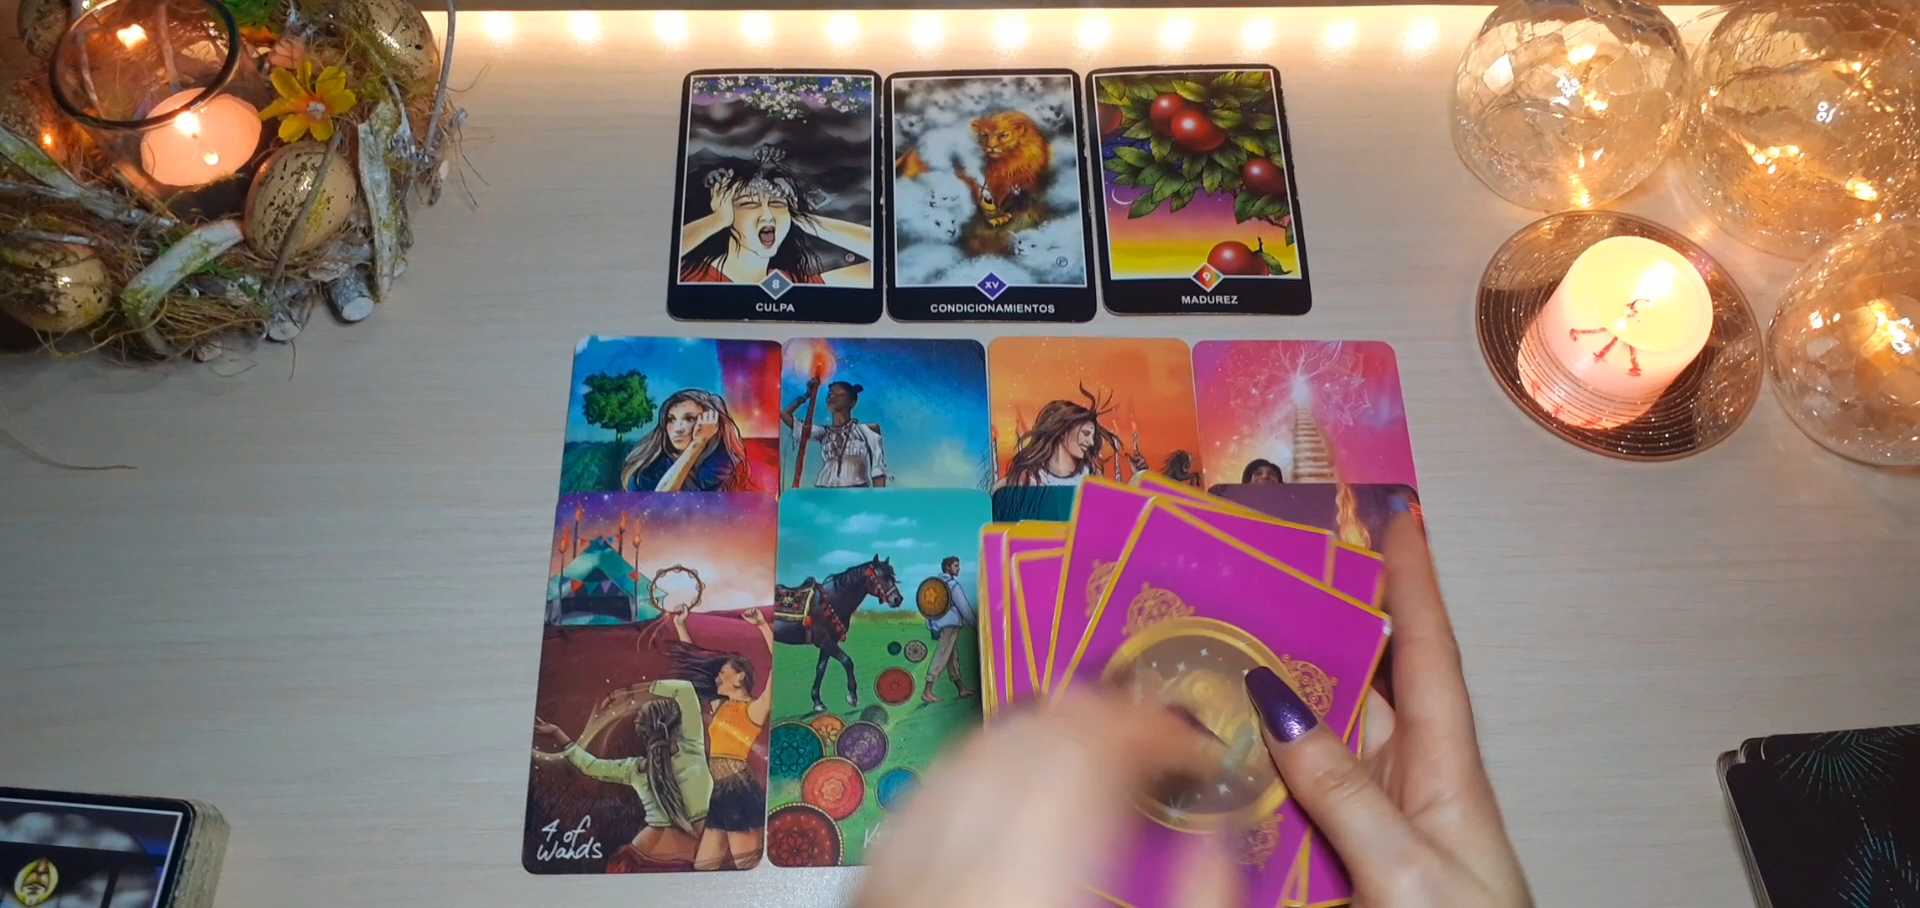 8
CULPA
XV
CONDICIONAMIENTOS
9
MADUREZ
4 of
Wands
K